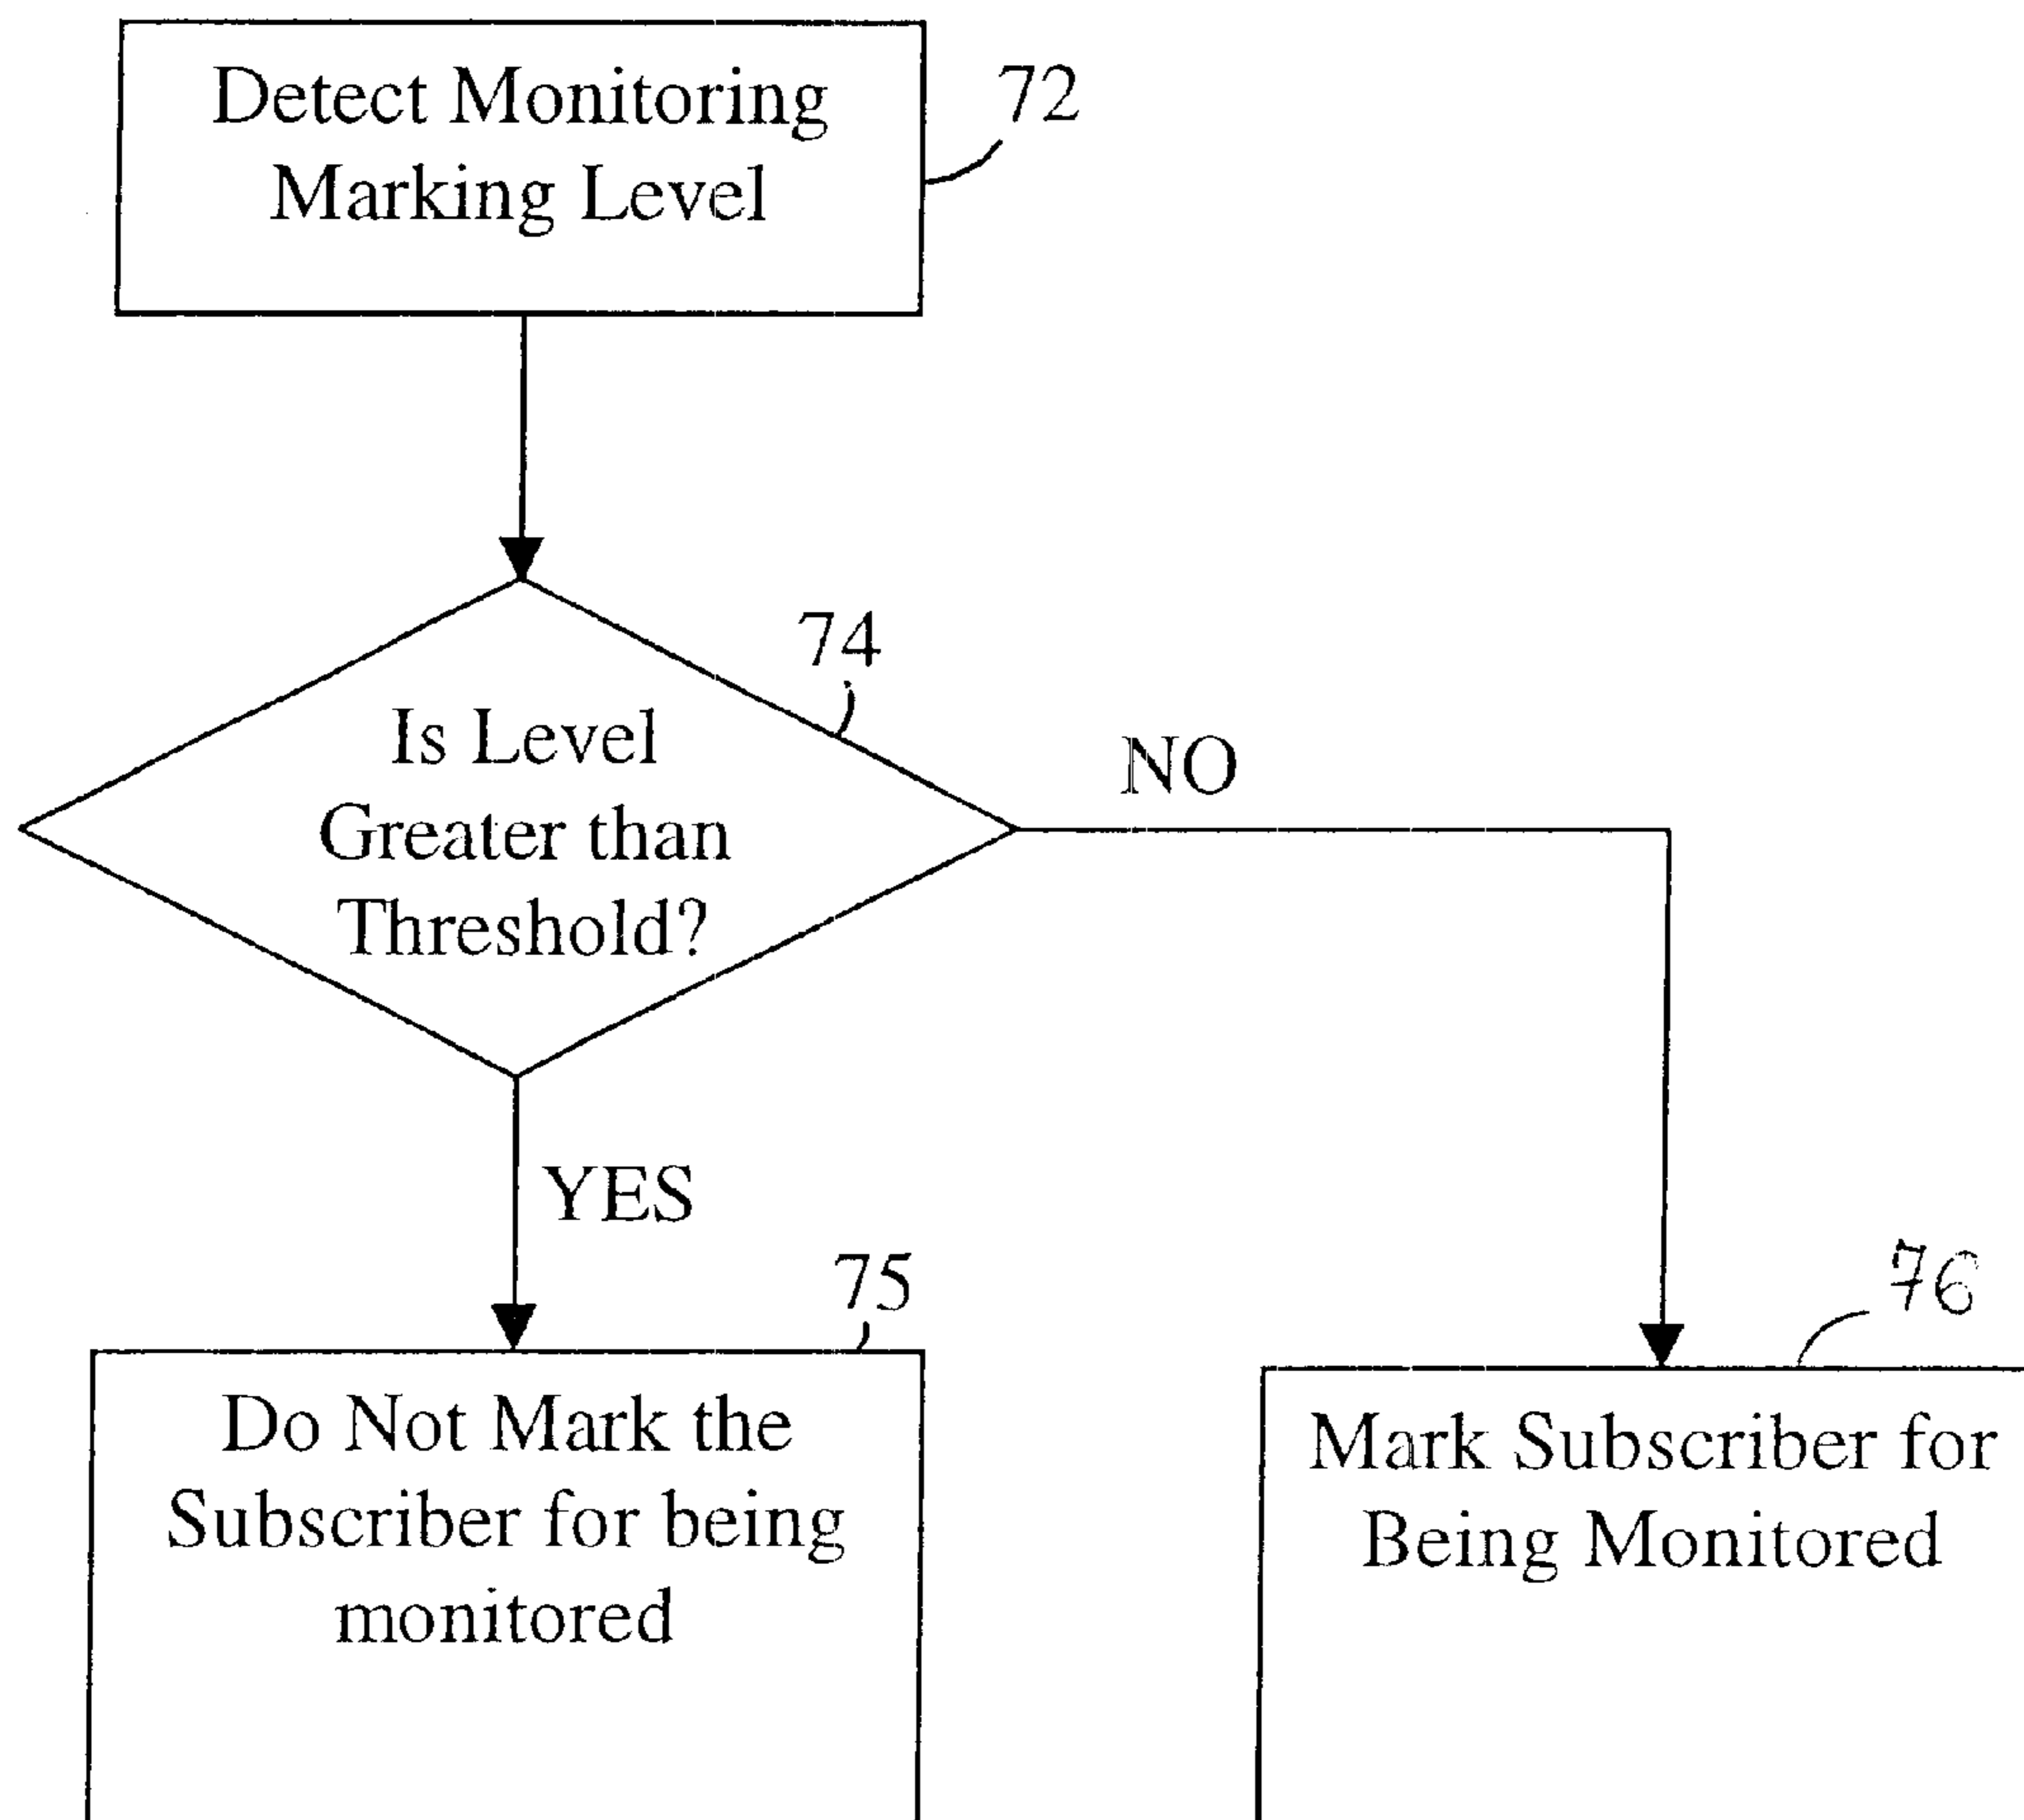 Detect Monitoring
Marking Level
72
74
Is Level
Greater than
Threshold?
NO
YES
75
76
Do Not Mark the
Subscriber for being
monitored
Mark Subscriber for
Being Monitored